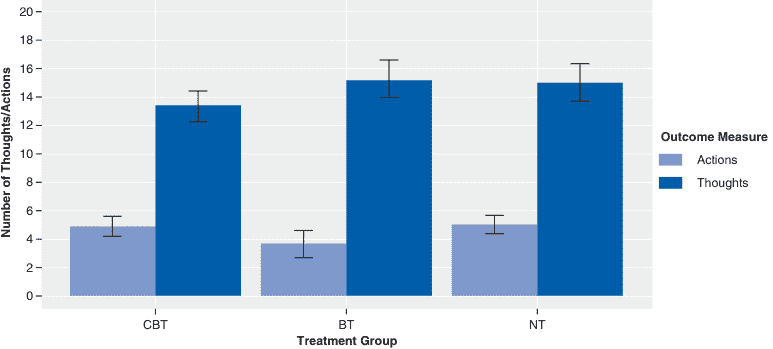 Number of Thoughts/Actions
20
18
16
14
12
10
8
6
4
2
0
CBT
BT
NT
Treatment Group
Outcome Measure
Actions
Thoughts